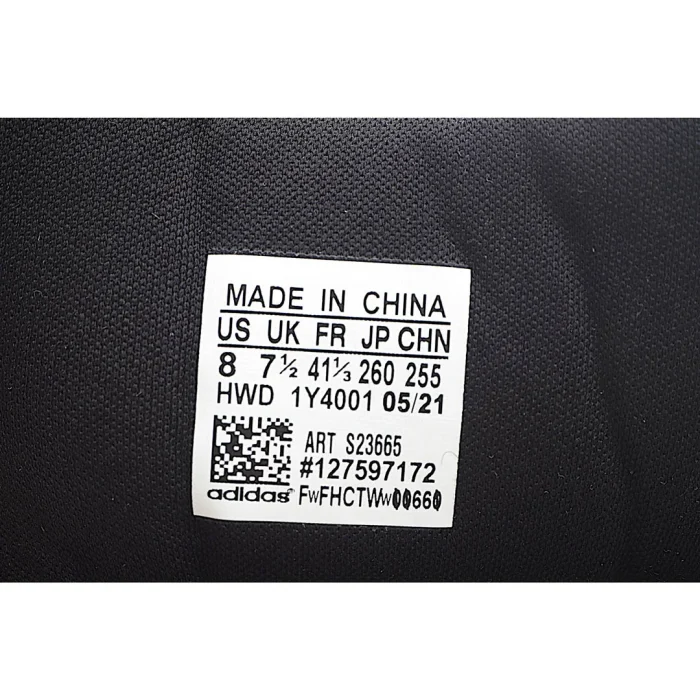 MADE IN CHINA
US UK FR JP CHN
8 7½ 41⅓ 260 255
HWD 1Y4001 05/21
ART S23665
#127597172
adidas FwFHCTWw00660